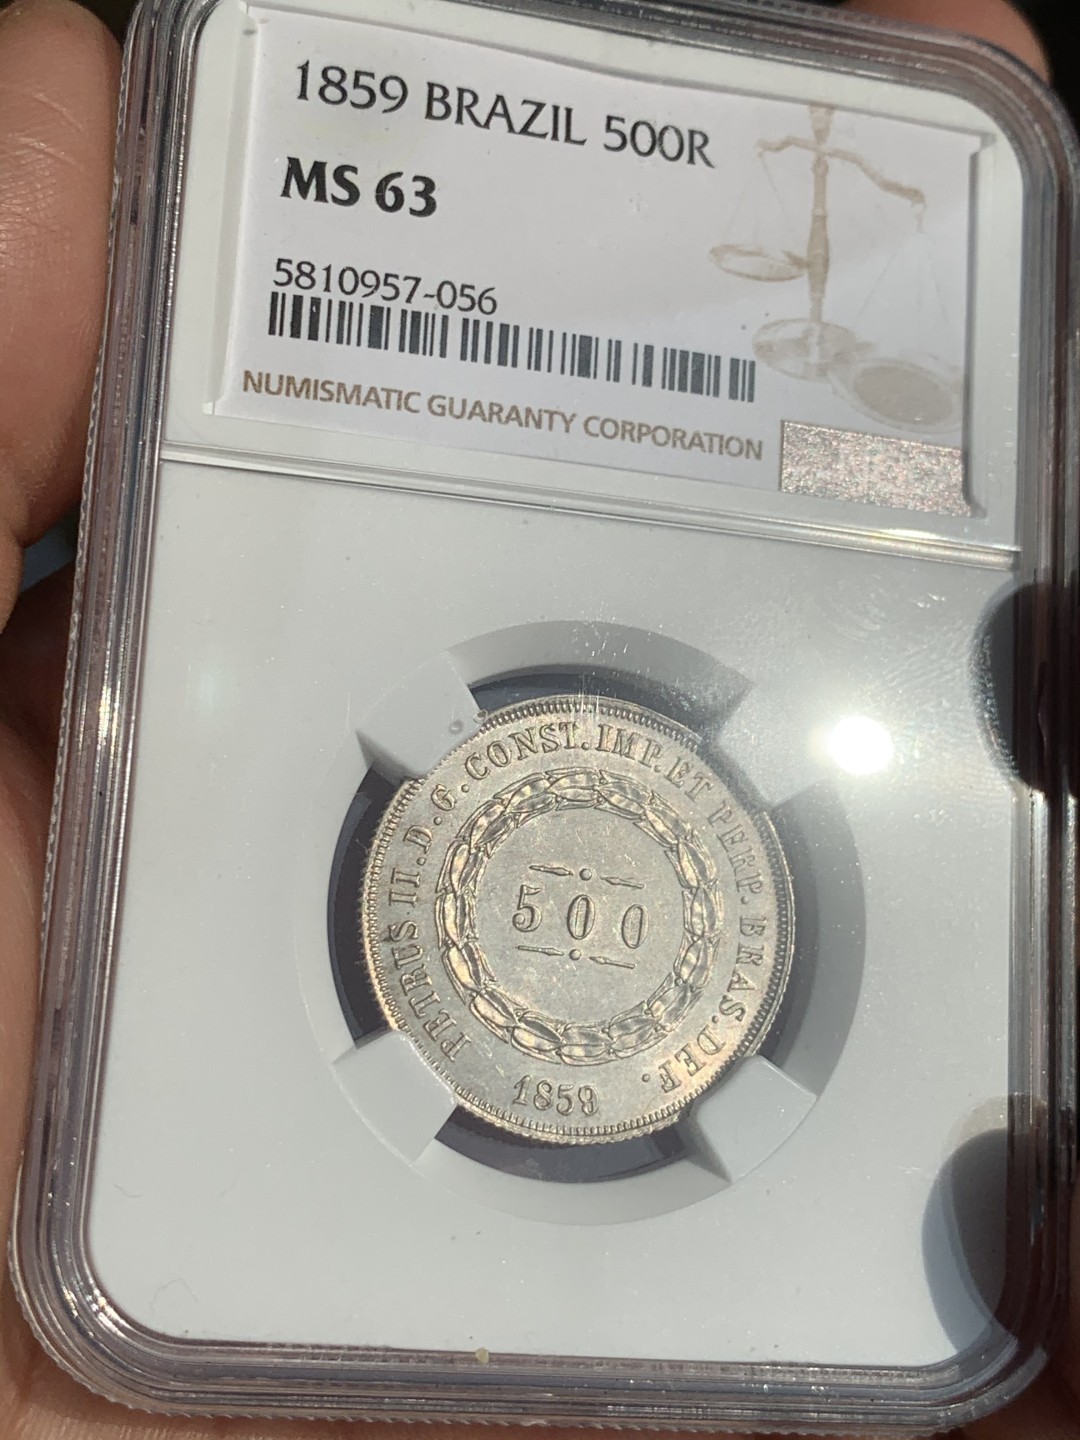 1859 BRAZIL 500R
MS 63
5810957-056
NUMISMATIC GUARANTY CORPORATION
PETRUS.II.D.G.CONST.IMP.ET PERP.BRAS.DEF.
500
1859